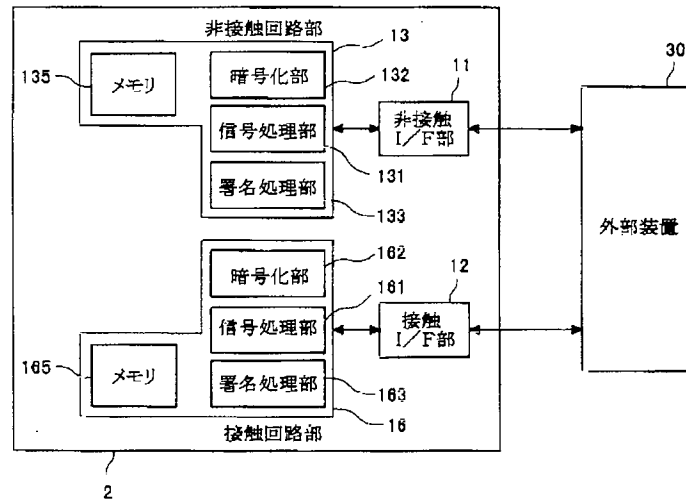 非接触回路部
13
30
135
メモリ
暗号化部
132
11
信号処理部
非接触
I/F部
131
署名処理部
133
外部装置
162
暗号化部
161
12
信号処理部
接触
I/F部
165
メモリ
署名処理部
163
接触回路部
16
2